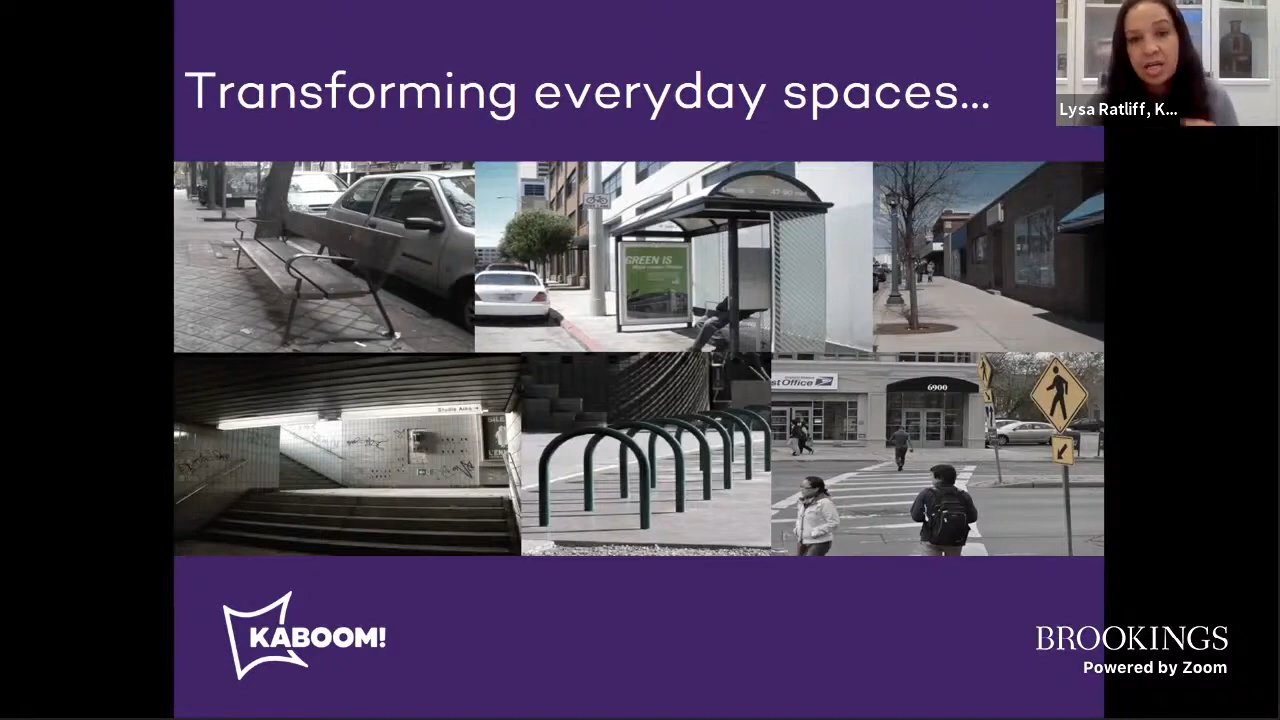 Transforming everyday spaces...
Lysa Ratliff, K...
GREEN IS
st Office
6900
KABOOM!
BROOKINGS
Powered by Zoom